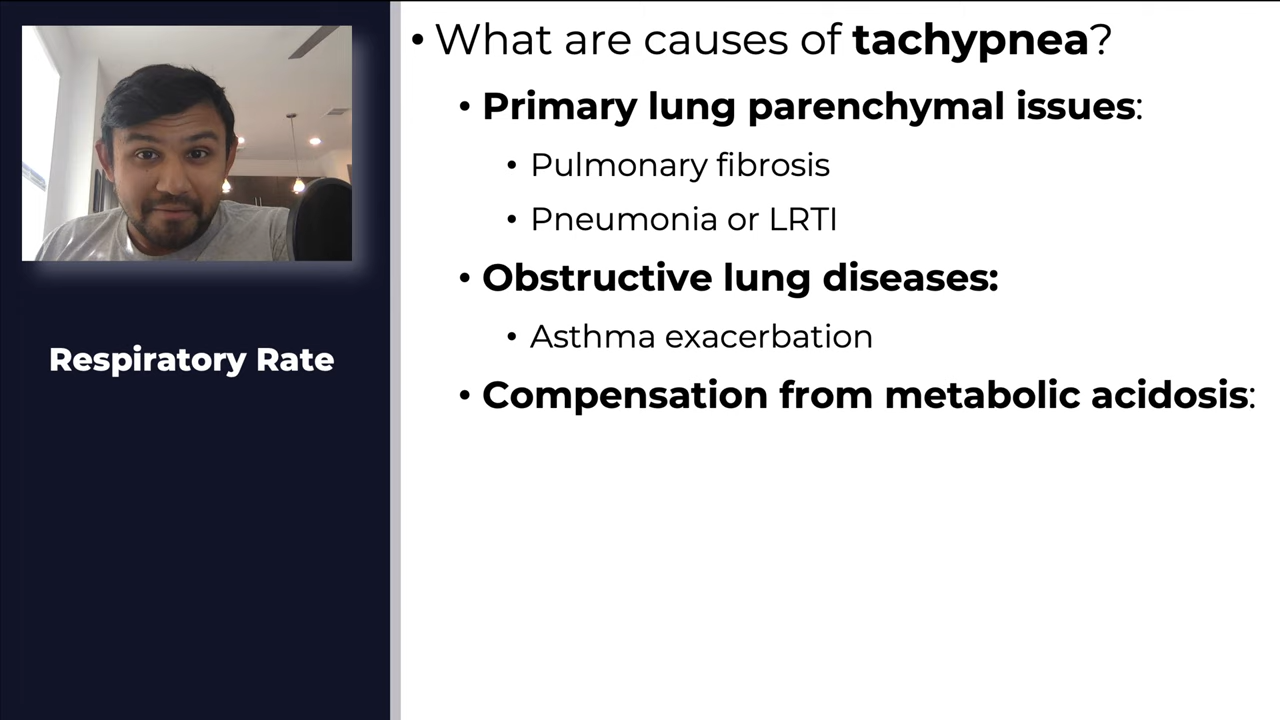 • What are causes of tachypnea?
• Primary lung parenchymal issues:
• Pulmonary fibrosis
• Pneumonia or LRTI
• Obstructive lung diseases:
• Asthma exacerbation
• Compensation from metabolic acidosis:
Respiratory Rate